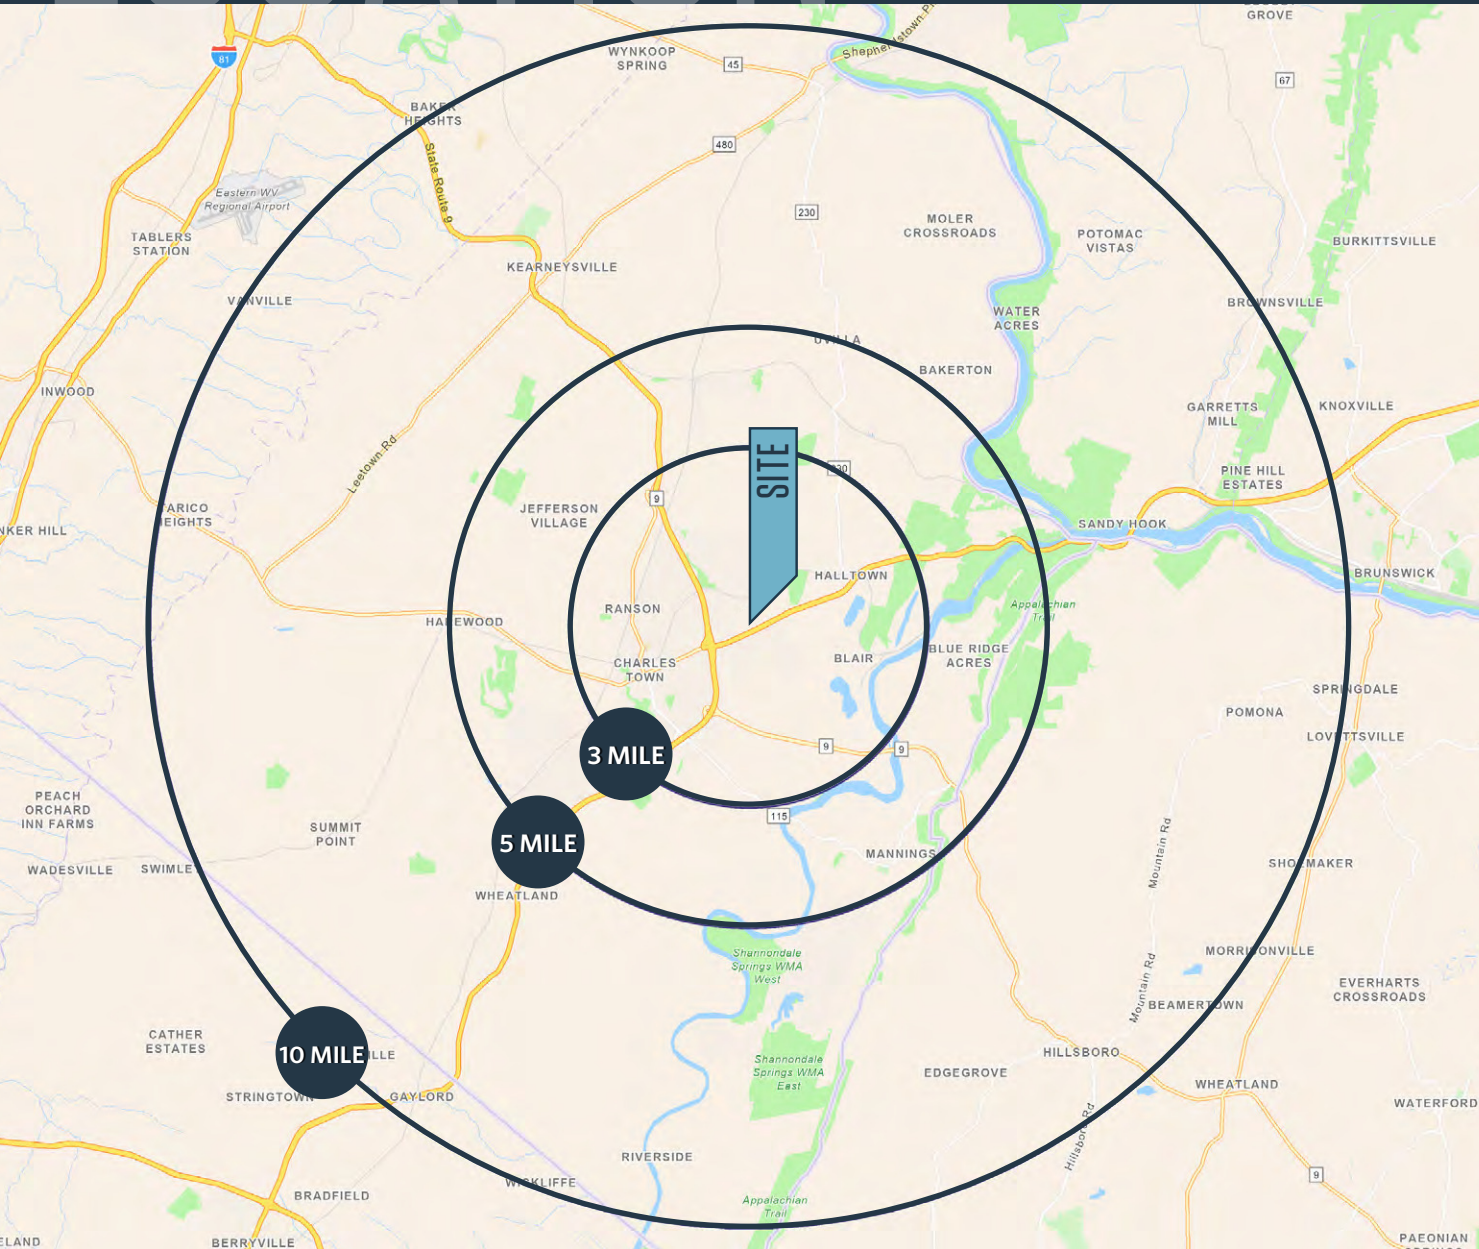 GROVE
WYNKOOP
SPRING
45
Shepherdstown P
81
67
BAKER
HEIGHTS
480
State Route 9
Eastern WV
Regional Airport
230
MOLER
CROSSROADS
POTOMAC
VISTAS
BURKITTSVILLE
TABLERS
STATION
KEARNEYSVILLE
VANVILLE
BROWNSVILLE
WATER
ACRES
UVILLA
BAKERTON
INWOOD
GARRETTS
MILL
KNOXVILLE
Leetown Rd
SITE
230
PINE HILL
ESTATES
9
JEFFERSON
VILLAGE
TARICO
HEIGHTS
NKER HILL
SANDY HOOK
HALLTOWN
BRUNSWICK
RANSON
Appalachian
Trail
HAREWOOD
CHARLES
TOWN
BLAIR
BLUE RIDGE
ACRES
SPRINGDALE
POMONA
LOVETTSVILLE
3 MILE
9
9
PEACH
ORCHARD
INN FARMS
115
SUMMIT
POINT
5 MILE
MANNINGS
Mountain Rd
WADESVILLE
SWIMLE
SHOEMAKER
WHEATLAND
Shannondale
Springs WMA
West
MORRISONVILLE
Mountain Rd
EVERHARTS
CROSSROADS
BEAMERTOWN
CATHER
ESTATES
10 MILE
ILLE
HILLSBORO
Shannondale
Springs WMA
East
EDGEGROVE
WHEATLAND
STRINGTOWN
GAYLORD
WATERFORD
Hillsboro Rd
RIVERSIDE
9
WICKLIFFE
BRADFIELD
Appalachian
Trail
BERRYVILLE
ELAND
PAEONIAN